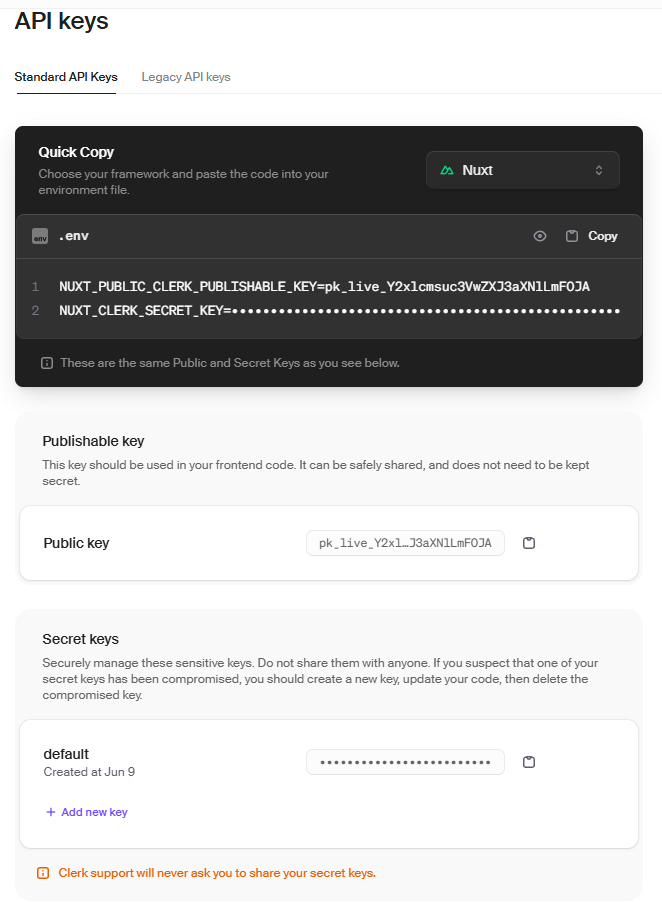 API keys
Standard API Keys
Legacy API keys
Quick Copy
Choose your framework and paste the code into your
environment file.
Nuxt
env
.env
Copy
1 NUXT_PUBLIC_CLERK_PUBLISHABLE_KEY=pk_live_Y2xlcmsuc3VwZXJ3aXNlLmFOJA
2 NUXT_CLERK_SECRET_KEY=••••••••••••••••••••••••••••••••••••••••••••••••••
These are the same Public and Secret Keys as you see below.
Publishable key
This key should be used in your frontend code. It can be safely shared, and does not need to be kept
secret.
Public key
pk_live_Y2xl…J3aXNlLmFOJA
Secret keys
Securely manage these sensitive keys. Do not share them with anyone. If you suspect that one of your
secret keys has been compromised, you should create a new key, update your code, then delete the
compromised key.
default
•••••••••••••••••••••••••
Created at Jun 9
+ Add new key
Clerk support will never ask you to share your secret keys.